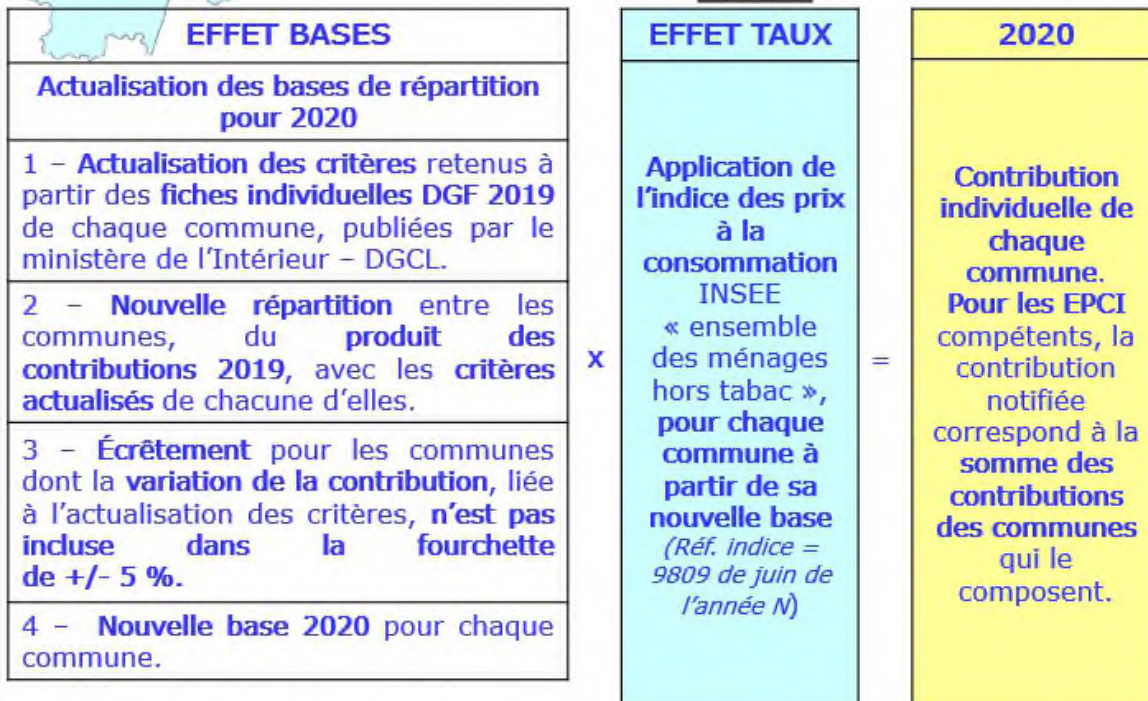 EFFET BASES
Actualisation des bases de répartition
pour 2020
1 – Actualisation des critères retenus à
partir des fiches individuelles DGF 2019
de chaque commune, publiées par le
ministère de l’Intérieur – DGCL.
2 – Nouvelle répartition entre les
communes, du produit des
contributions 2019, avec les critères
actualisés de chacune d’elles.
3 – Écrêtement pour les communes
dont la variation de la contribution, liée
à l’actualisation des critères, n’est pas
incluse dans la fourchette
de +/- 5 %.
4 – Nouvelle base 2020 pour chaque
commune.
x
EFFET TAUX
Application de
l’indice des prix
à la
consommation
INSEE
« ensemble
des ménages
hors tabac »,
pour chaque
commune à
partir de sa
nouvelle base
(Réf. indice =
9809 de juin de
l’année N)
=
2020
Contribution
individuelle de
chaque
commune.
Pour les EPCI
compétents, la
contribution
notifiée
correspond à la
somme des
contributions
des communes
qui le
composent.